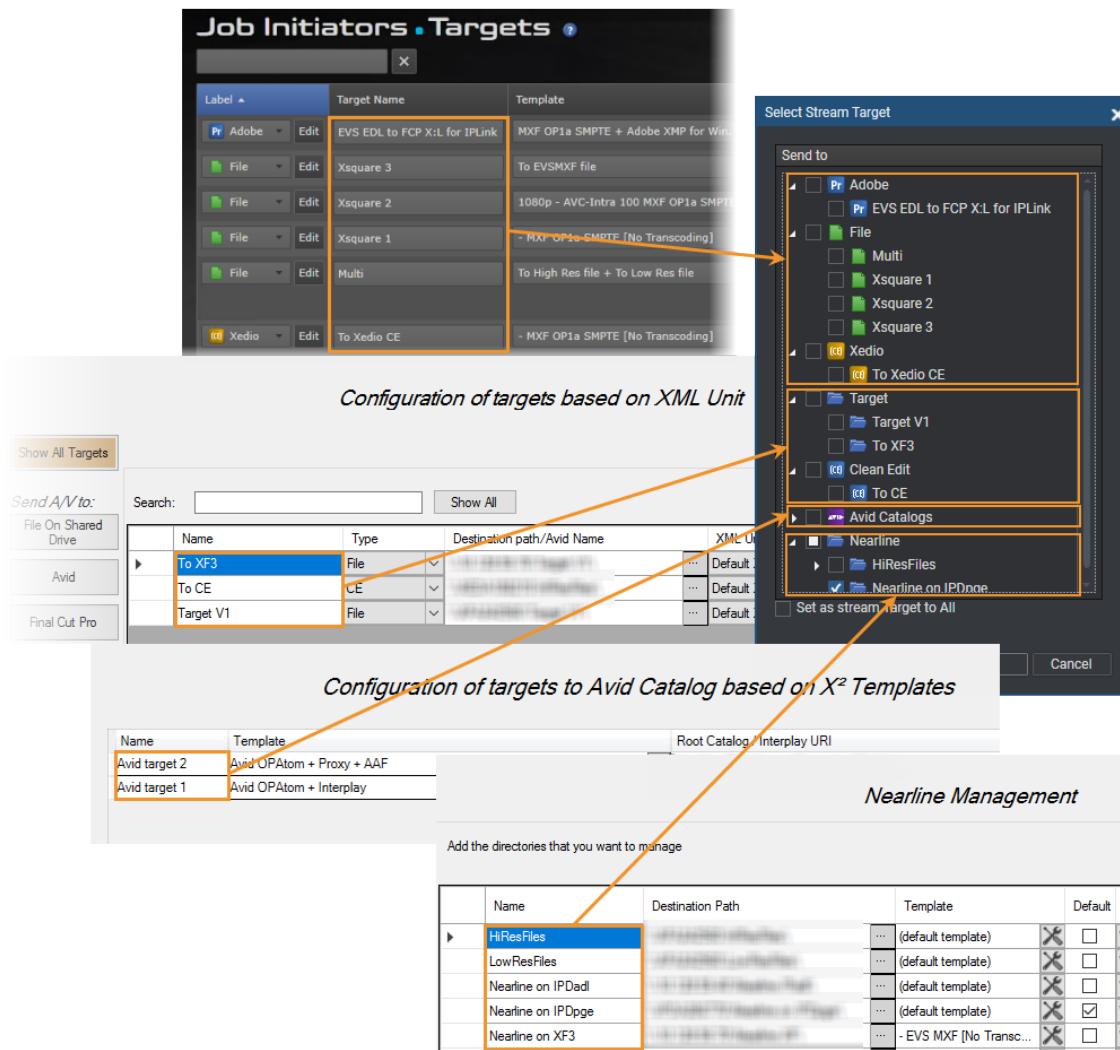 Job Initiators • Targets ?
Label Target Name Template
Pr Adobe Edit EVS EDL to FCP X:L for IPLink MXF OP1a SMPTE + Adobe XMP for Win
File Edit Xsquare 3 To EVSMXF file
File Edit Xsquare 2 1080p - AVC-Intra 100 MXF OP1a SMPTE
File Edit Xsquare 1 - MXF OP1a SMPTE [No Transcoding]
File Edit Multi To High Res file + To Low Res file
Xedio Edit To Xedio CE - MXF OP1a SMPTE [No Transcoding]
Select Stream Target
Send to
Pr Adobe
Pr EVS EDL to FCP X:L for IPLink
File
Multi
Xsquare 1
Xsquare 2
Xsquare 3
Xedio
To Xedio CE
Target
Target V1
To XF3
Clean Edit
To CE
AVID Avid Catalogs
Nearline
HiResFiles
Nearline on IPDpge
Set as stream Target to All
Cancel
Configuration of targets based on XML Unit
Show All Targets
Send A/V to:
File On Shared
Drive
Avid
Final Cut Pro
Search: Show All
Name Type Destination path/Avid Name XML U
To XF3 File ... Default
To CE CE ... Default
Target V1 File ... Default
Configuration of targets to Avid Catalog based on X² Templates
Name Template Root Catalog / Interplay URI
Avid target 2 Avid OPAtom + Proxy + AAF
Avid target 1 Avid OPAtom + Interplay
Nearline Management
Add the directories that you want to manage
Name Destination Path Template Default
HiResFiles ... (default template)
LowResFiles ... (default template)
Nearline on IPDadl ... (default template)
Nearline on IPDpge ... (default template)
Nearline on XF3 ... - EVS MXF [No Transc...